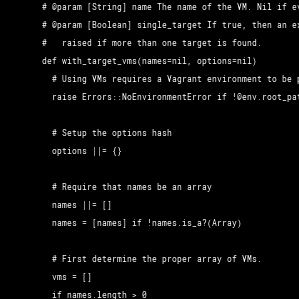 # @param [String] name The name of the VM. Nil if
# @param [Boolean] single_target If true, then an
#   raised if more than one target is found.
def with_target_vms(names=nil, options=nil)
# Using VMs requires a Vagrant environment to be
raise Errors::NoEnvironmentError if !@env.root_pat
# Setup the options hash
options ||= {}
# Require that names be an array
names ||= []
names = [names] if !names.is_a?(Array)
# First determine the proper array of VMs.
vms = []
if names.length > 0